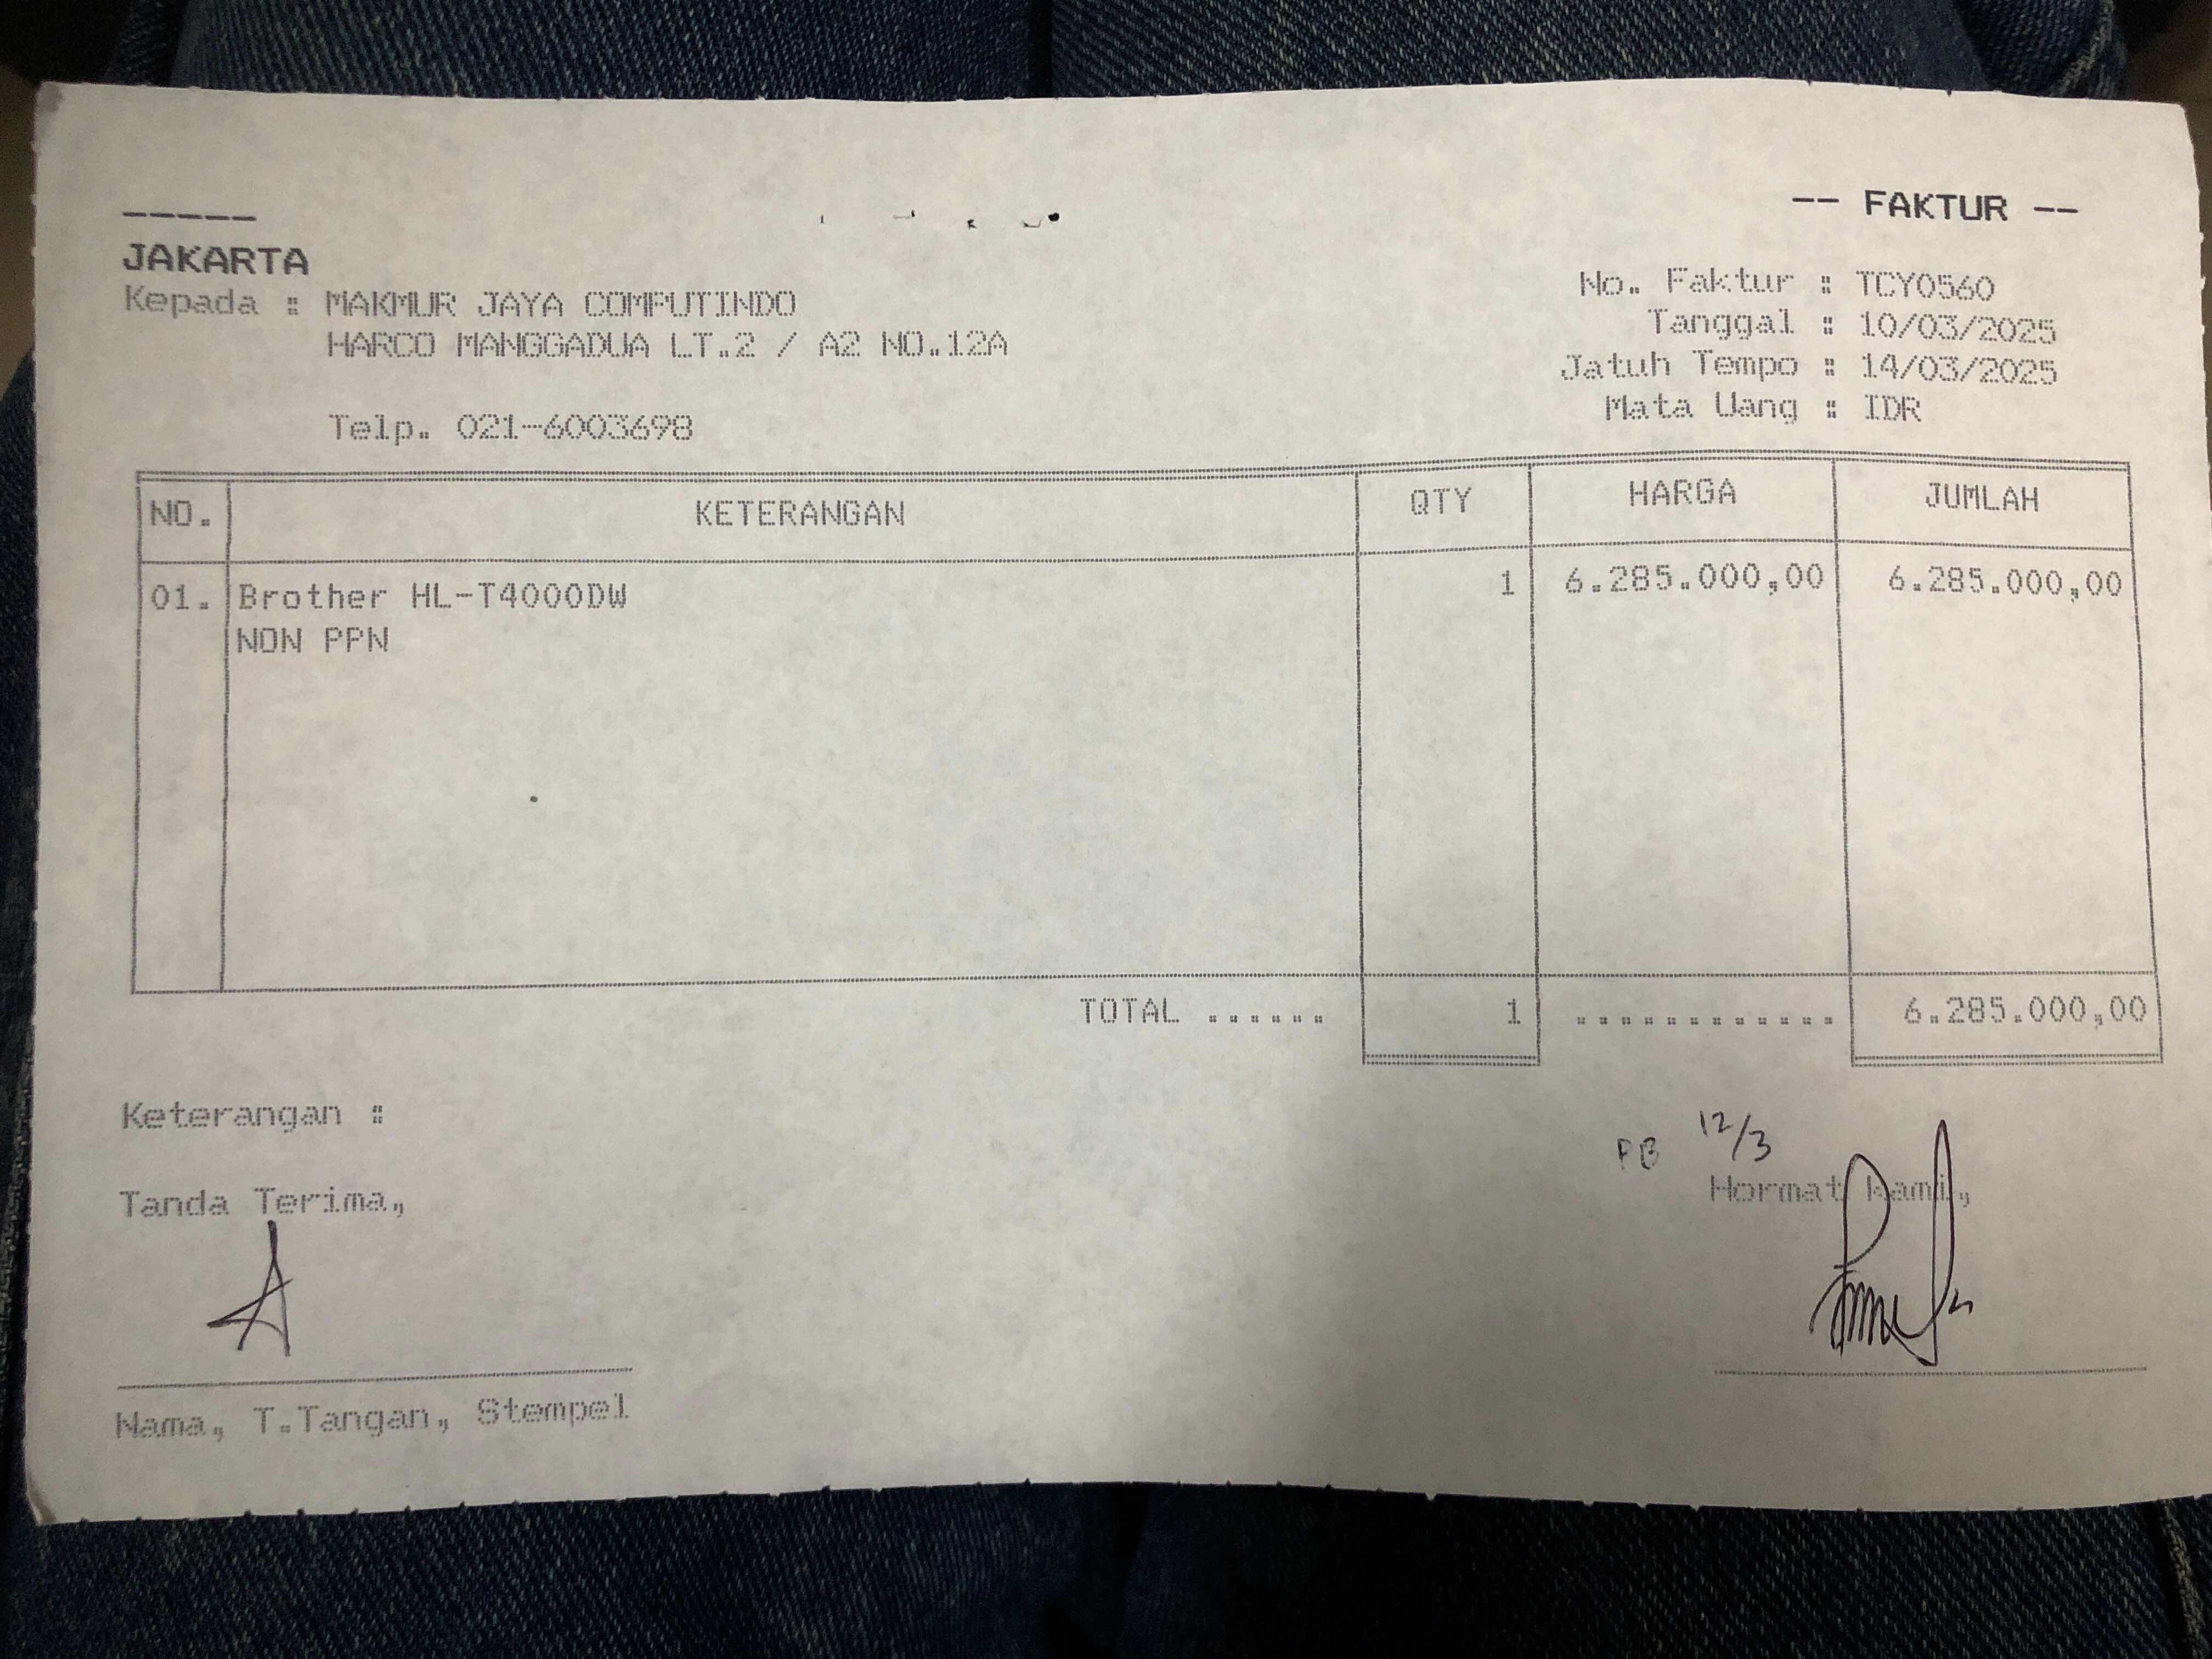 -----
-- FAKTUR --
JAKARTA
Kepada : MAKMUR JAYA COMPUTINDO
HARCO MANGGADUA LT.2 / A2 NO.12A
Telp. 021-6003698
No. Faktur : TCY0560
Tanggal : 10/03/2025
Jatuh Tempo : 14/03/2025
Mata Uang : IDR
NO. KETERANGAN QTY HARGA JUMLAH
01. Brother HL-T4000DW 1 6.285.000,00 6.285.000,00
NON PPN
TOTAL ...... 1 ............ 6.285.000,00
Keterangan :
PB 12/3
Tanda Terima, Hormat Kami,
Nama, T.Tangan, Stempel